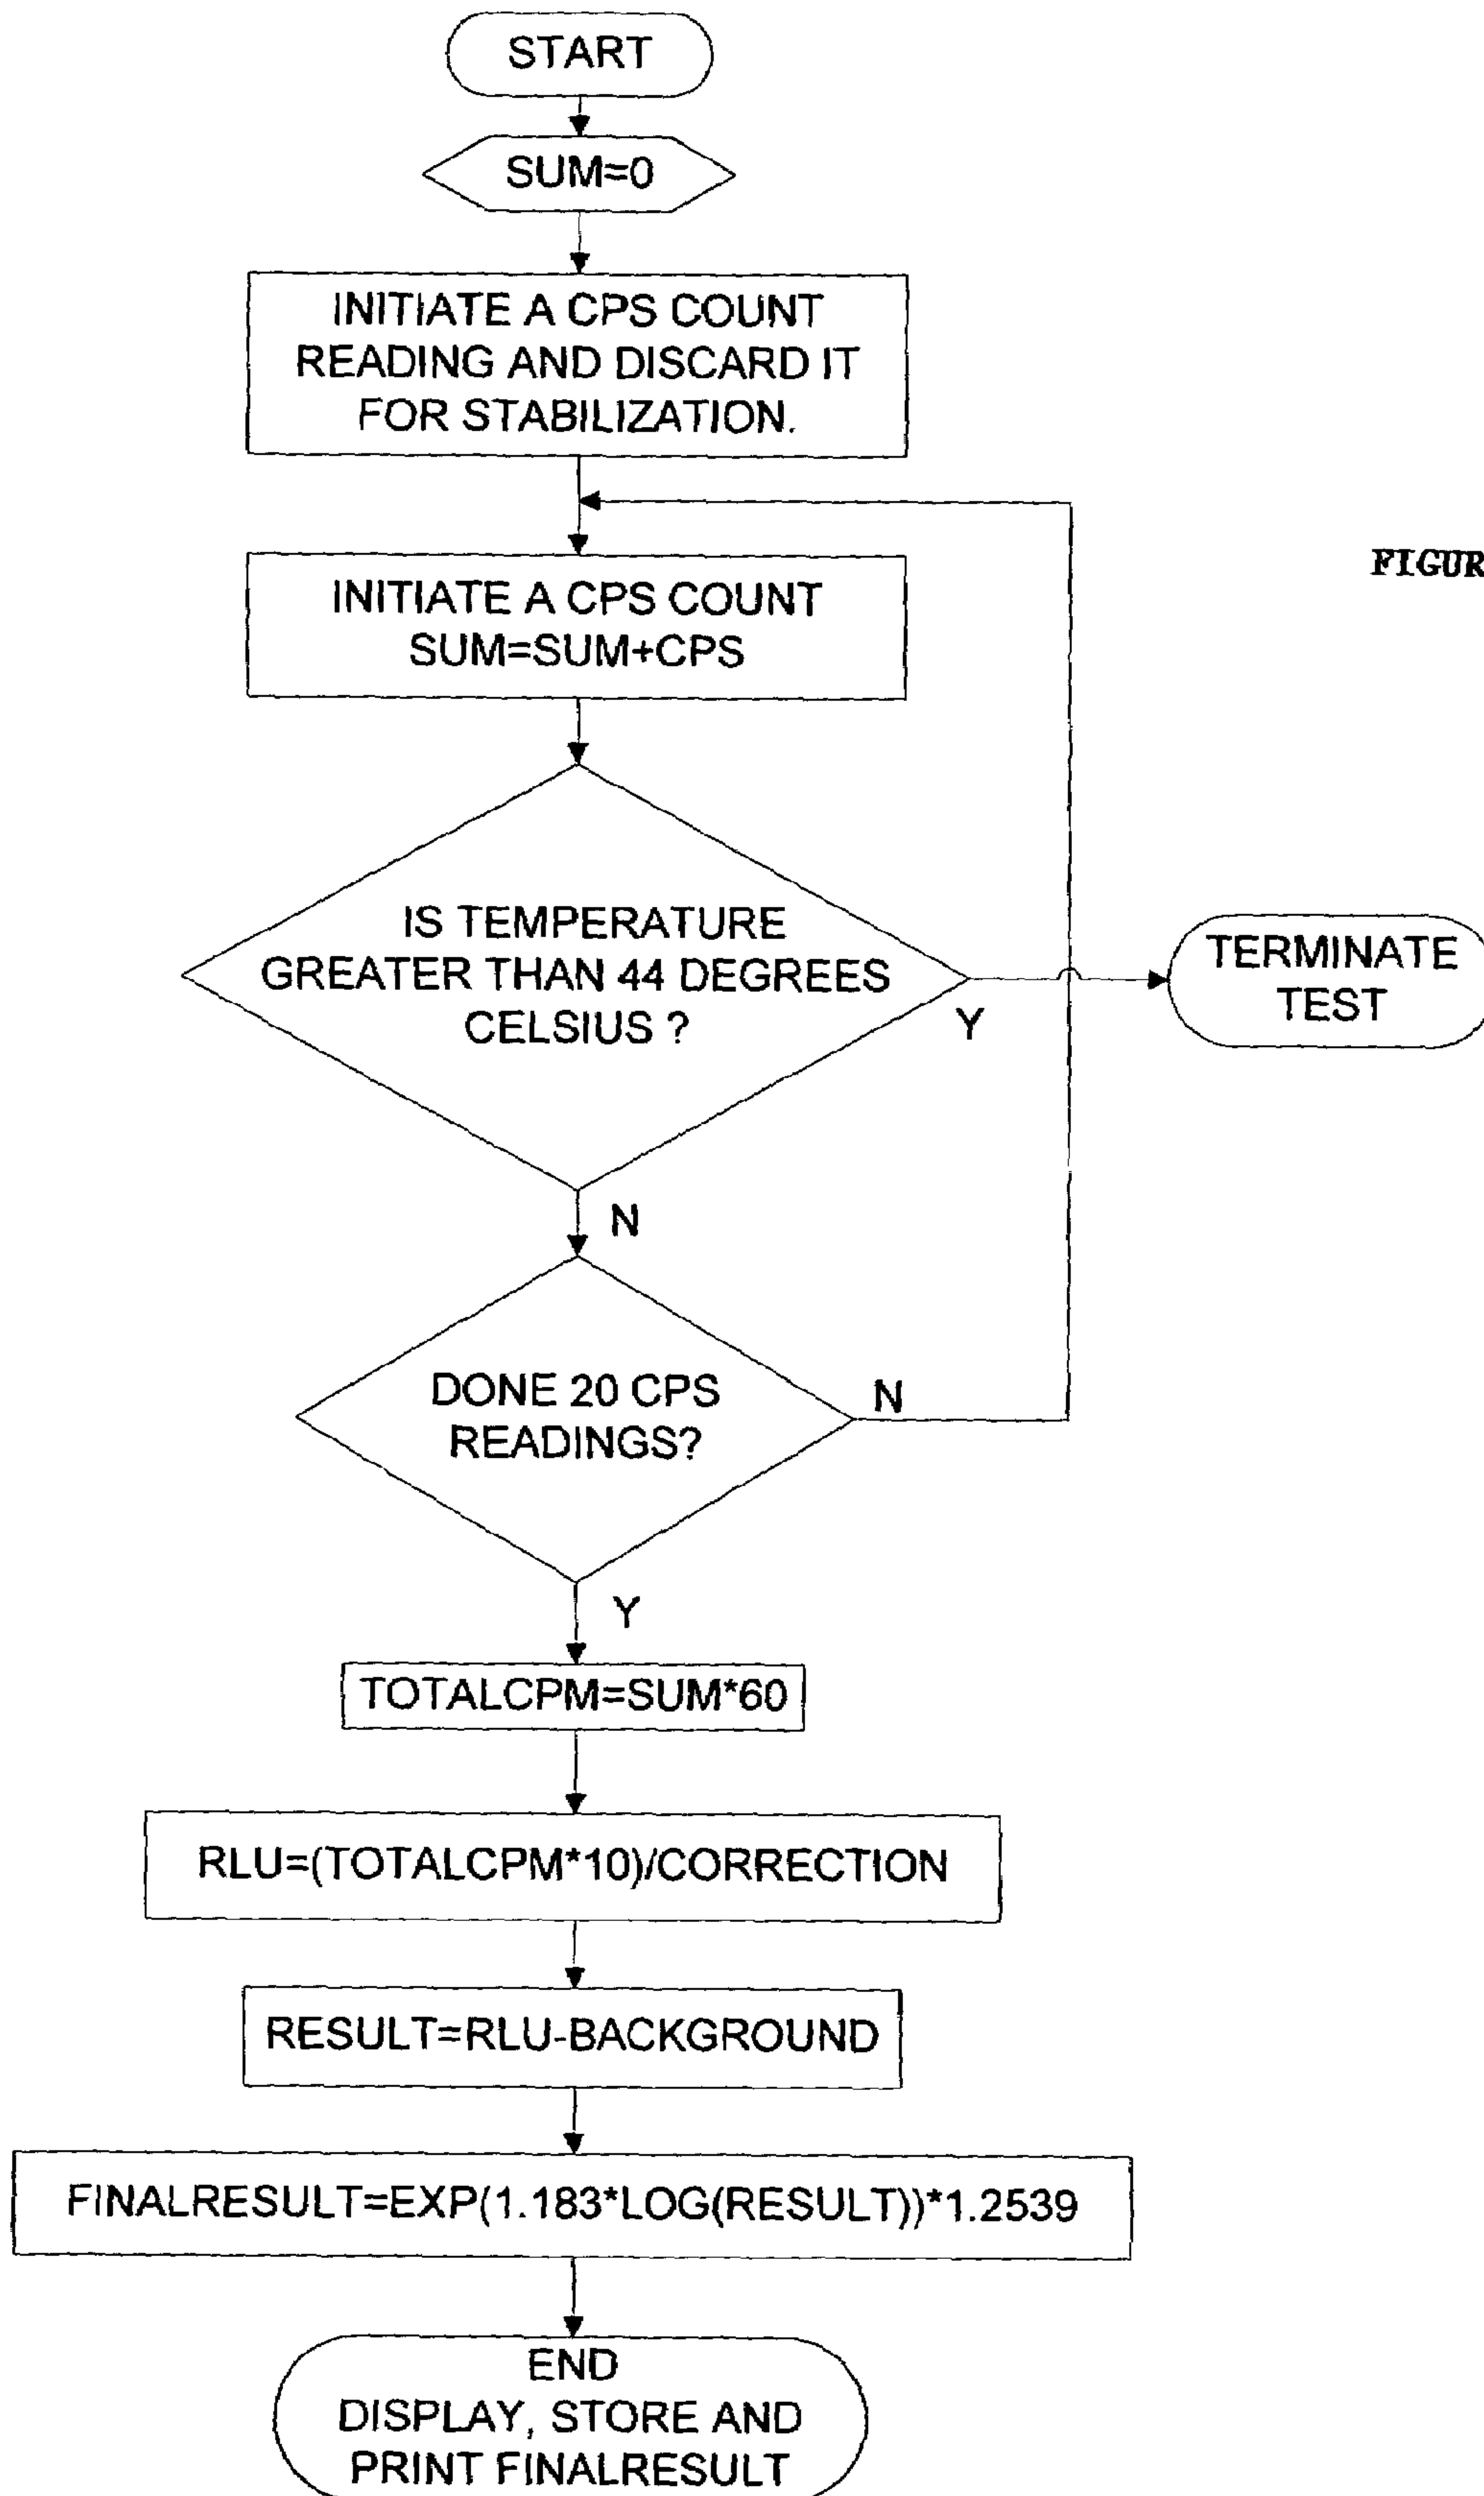 START
SUM=0
INITIATE A CPS COUNT
READING AND DISCARD IT
FOR STABILIZATION.
FIGUR
INITIATE A CPS COUNT
SUM=SUM+CPS
IS TEMPERATURE
GREATER THAN 44 DEGREES
CELSIUS ?
Y
TERMINATE
TEST
N
DONE 20 CPS
READINGS?
N
Y
TOTALCPM=SUM*60
RLU=(TOTALCPM*10)/CORRECTION
RESULT=RLU-BACKGROUND
FINALRESULT=EXP(1.183*LOG(RESULT))*1.2539
END
DISPLAY, STORE AND
PRINT FINALRESULT